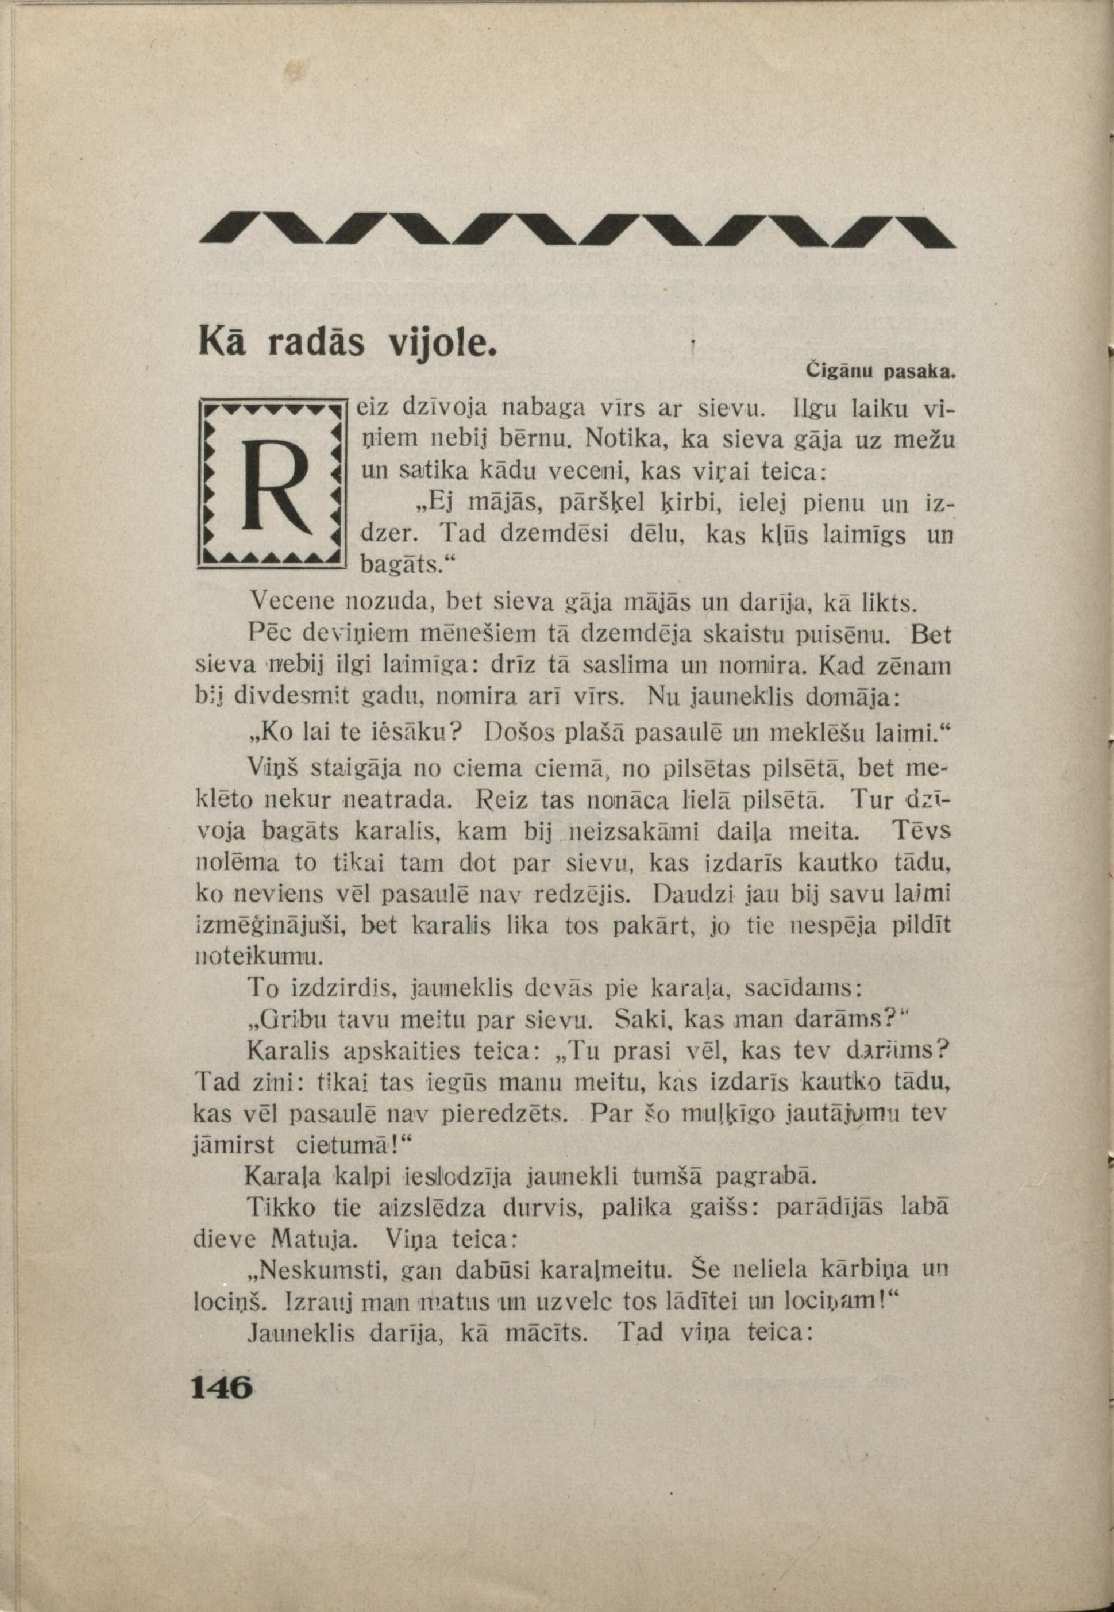 Kā radās vijole.
Čigānu pasaka.
Reiz dzīvoja nabaga vīrs ar sievu. Ilgu laiku vi-
ņiem nebij bērnu. Notika, ka sieva gāja uz mežu
un satika kādu veceni, kas viņai teica:
„Ej mājās, pāršķel ķirbi, ielej pienu un iz-
dzer. Tad dzemdēsi dēlu, kas kļūs laimīgs un
bagāts.“
Vecene nozuda, bet sieva gāja mājās un darīja, kā likts.
Pēc deviņiem mēnešiem tā dzemdēja skaistu puisēnu. Bet
sieva nebij ilgi laimīga: drīz tā saslima un nomira. Kad zēnam
bij divdesmit gadu, nomira arī vīrs. Nu jauneklis domāja:
„Ko lai te iesāku? Došos plašā pasaulē un meklēšu laimi.“
Viņš staigāja no ciema ciemā, no pilsētas pilsētā, bet me-
klēto nekur neatrada. Reiz tas nonāca lielā pilsētā. Tur dzī-
voja bagāts karalis, kam bij neizsakāmi daiļa meita. Tēvs
nolēma to tikai tam dot par sievu, kas izdarīs kautko tādu,
ko neviens vēl pasaulē nav redzējis. Daudzi jau bij savu laimi
izmēģinājuši, bet karalis lika tos pakārt, jo tie nespēja pildīt
noteikumu.
To izdzirdis, jauneklis devās pie karaļa, sacīdams:
„Gribu tavu meitu par sievu. Saki, kas man darāms?“
Karalis apskaities teica: „Tu prasi vēl, kas tev darāms?
Tad zini: tikai tas iegūs manu meitu, kas izdarīs kautko tādu,
kas vēl pasaulē nav pieredzēts. Par šo muļķīgo jautājumu tev
jāmirst cietumā!“
Karaļa kalpi ieslodzīja jaunekli tumšā pagrabā.
Tikko tie aizslēdza durvis, palika gaišs: parādījās labā
dieve Matuja. Viņa teica:
„Neskumsti, gan dabūsi karaļmeitu. Še neliela kārbiņa un
lociņš. Izrauj man matus un uzvelc tos lādītei un lociņam!“
Jauneklis darīja, kā mācīts. Tad viņa teica:
146